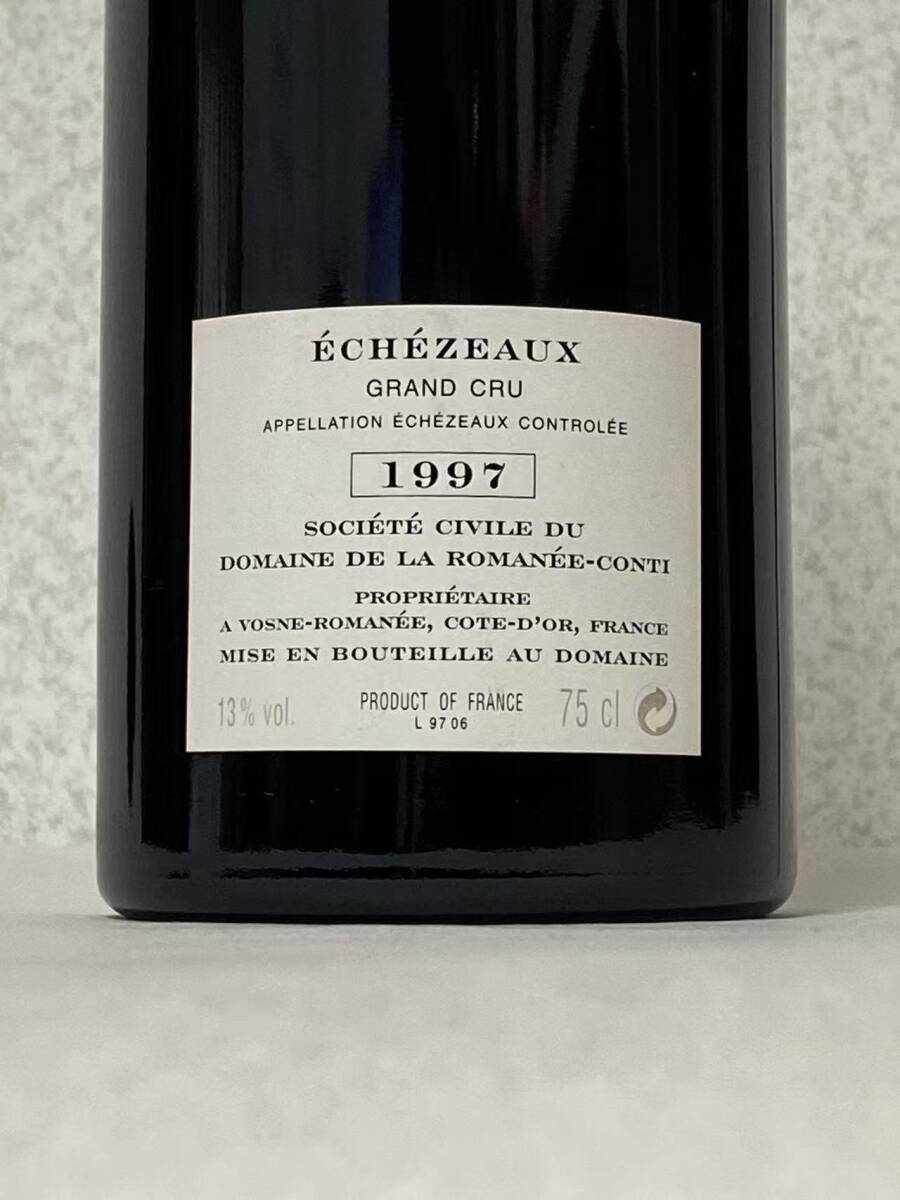 ÉCHÉZEAUX
GRAND CRU
APPELLATION ÉCHÉZEAUX CONTROLÉE
1997
SOCIÉTÉ CIVILE DU
DOMAINE DE LA ROMANÉE-CONTI
PROPRIÉTAIRE
A VOSNE-ROMANÉE, COTE-D'OR, FRANCE
MISE EN BOUTEILLE AU DOMAINE
13% vol. PRODUCT OF FRANCE 75 cl
L 97 06